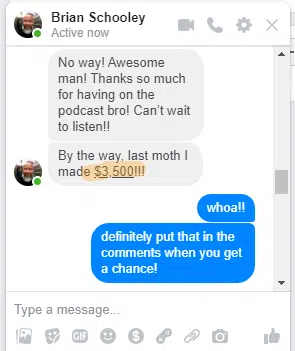 Brian Schooley
Active now
No way! Awesome
man! Thanks so much
for having on the
podcast bro! Can't wait
to listen!!
By the way, last moth I
made $3,500!!!
whoa!!
definitely put that in the
comments when you get
a chance!
Type a message...
GIF